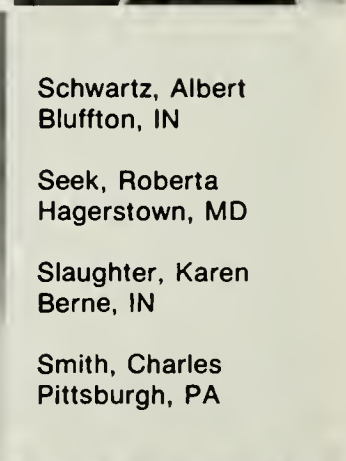 Schwartz, Albert
Bluffton, IN
Seek, Roberta
Hagerstown, MD
Slaughter, Karen
Berne, IN
Smith, Charles
Pittsburgh, PA